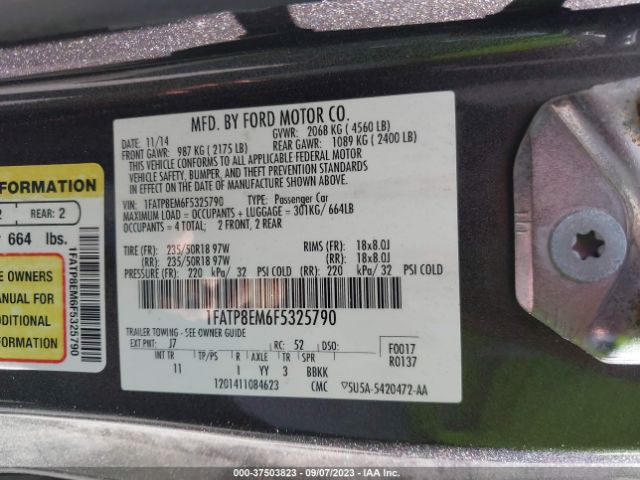 MFD. BY FORD MOTOR CO.
DATE: 11/14 GVWR: 2068 KG ( 4560 LB)
FRONT GAWR: 987 KG ( 2175 LB) REAR GAWR: 1089 KG ( 2400 LB)
THIS VEHICLE CONFORMS TO ALL APPLICABLE FEDERAL MOTOR
VEHICLE SAFETY, BUMPER, AND THEFT PREVENTION STANDARDS
IN EFFECT ON THE DATE OF MANUFACTURE SHOWN ABOVE.
VIN: 1FATP8EM6F5325790 TYPE: Passenger Car
MAXIMUM LOAD = OCCUPANTS + LUGGAGE = 301KG/ 664LB
OCCUPANTS = 4 TOTAL; 2 FRONT, 2 REAR
TIRE (FR): 235/50R18 97W RIMS (FR): 18x8.0J
(RR): 235/50R18 97W (RR): 18x8.0J
PRESSURE (FR): 220 kPa/ 32 PSI COLD (RR): 220 kPa/ 32 PSI COLD
1FATP8EM6F5325790
TRAILER TOWING - SEE OWNER GUIDE
EXT PNT: J7 RC: 52 DSO: F0017
R0137
INT TR TP/PS R AXLE TR SPR
11 I YY 3 BBKK
1201411084623 CMC 5U5A-5420472-AA
FORMATION
2 REAR: 2
664 lbs.
E OWNERS
ANUAL FOR
DDITIONAL
FORMATION
1FATP8EM6F5325790
000-37503823 - 09/07/2023 - IAA Inc.